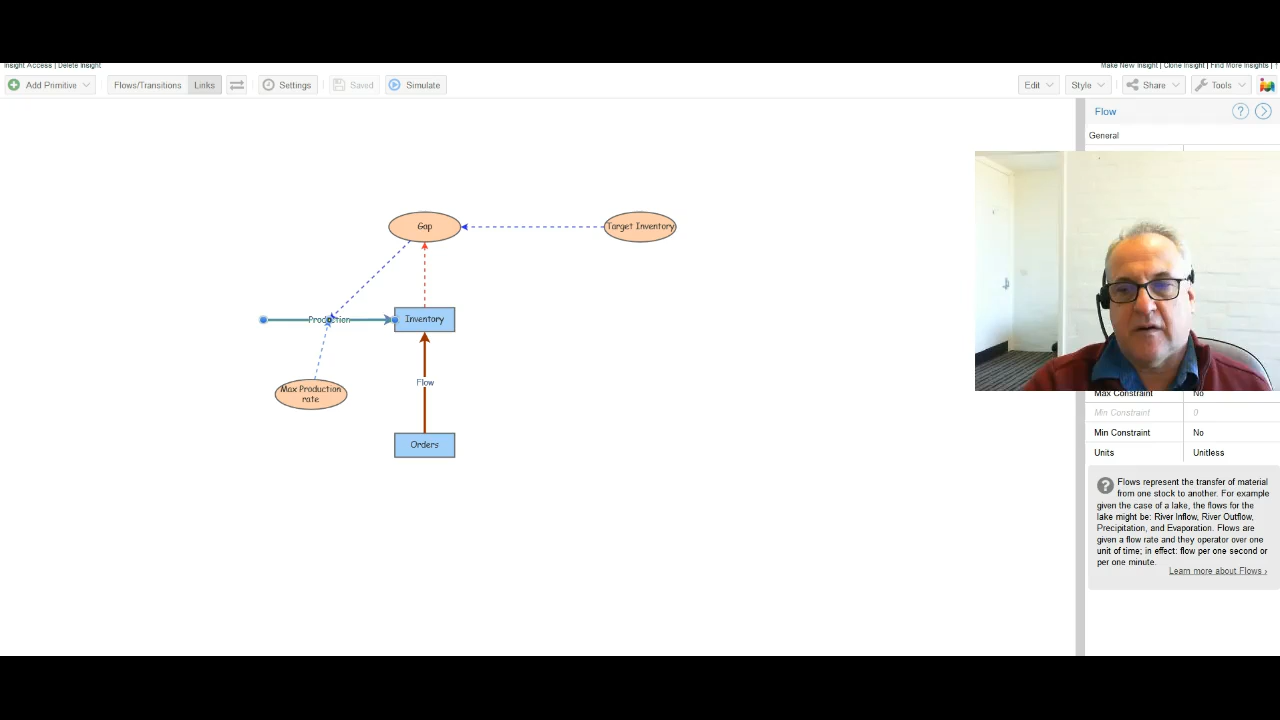 Insight Access | Delete Insight
Make New Insight | Clone Insight | Find More Insights |
Add Primitive
Flows/Transitions
Links
Settings
Saved
Simulate
Edit
Style
Share
Tools
Flow
General
Gap
Target Inventory
Production
Inventory
Max Production
rate
Flow
Orders
Max Constraint No
Min Constraint 0
Min Constraint No
Units Unitless
Flows represent the transfer of material
from one stock to another. For example
given the case of a lake, the flows for the
lake might be: River Inflow, River Outflow,
Precipitation, and Evaporation. Flows are
given a flow rate and they operator over one
unit of time; in effect: flow per one second or
per one minute.
Learn more about Flows ›